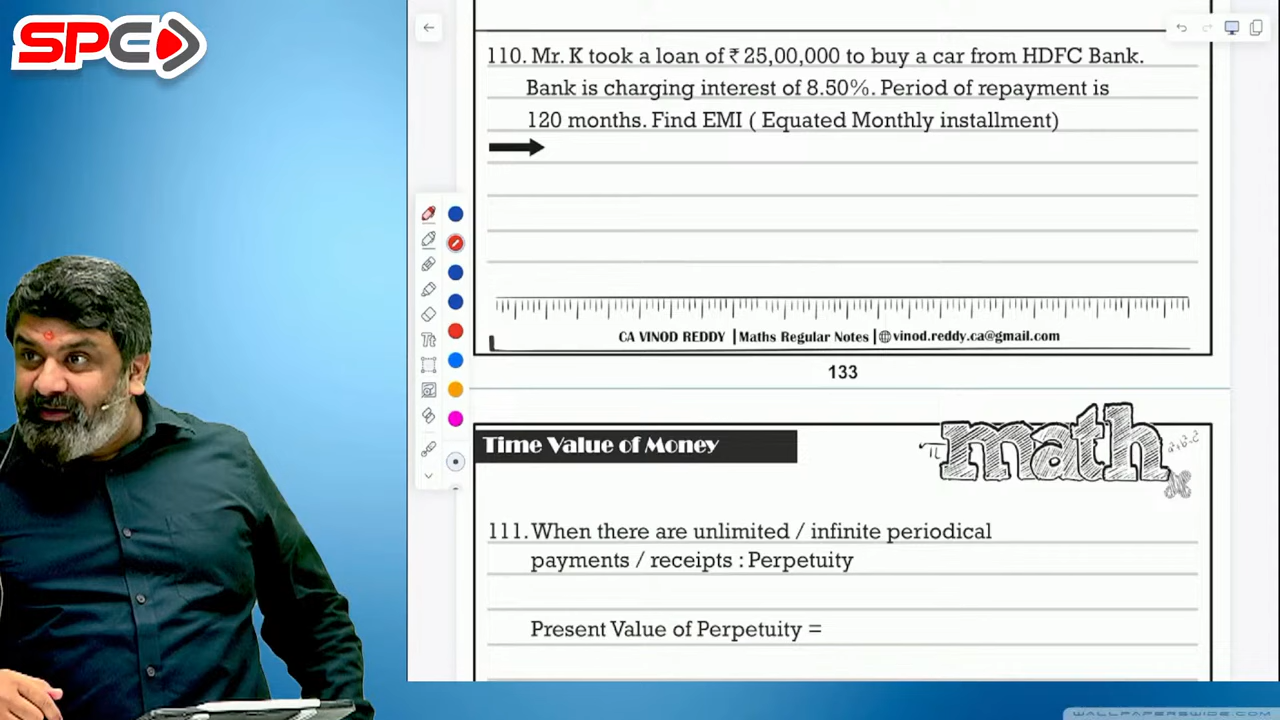 SPC
110. Mr. K took a loan of ₹ 25,00,000 to buy a car from HDFC Bank.
Bank is charging interest of 8.50%. Period of repayment is
120 months. Find EMI ( Equated Monthly installment)
Tt
CA VINOD REDDY | Maths Regular Notes | vinod.reddy.ca@gmail.com
133
Time Value of Money
π math
111. When there are unlimited / infinite periodical
payments / receipts : Perpetuity
Present Value of Perpetuity =
WALLPAPERSWIDE.COM